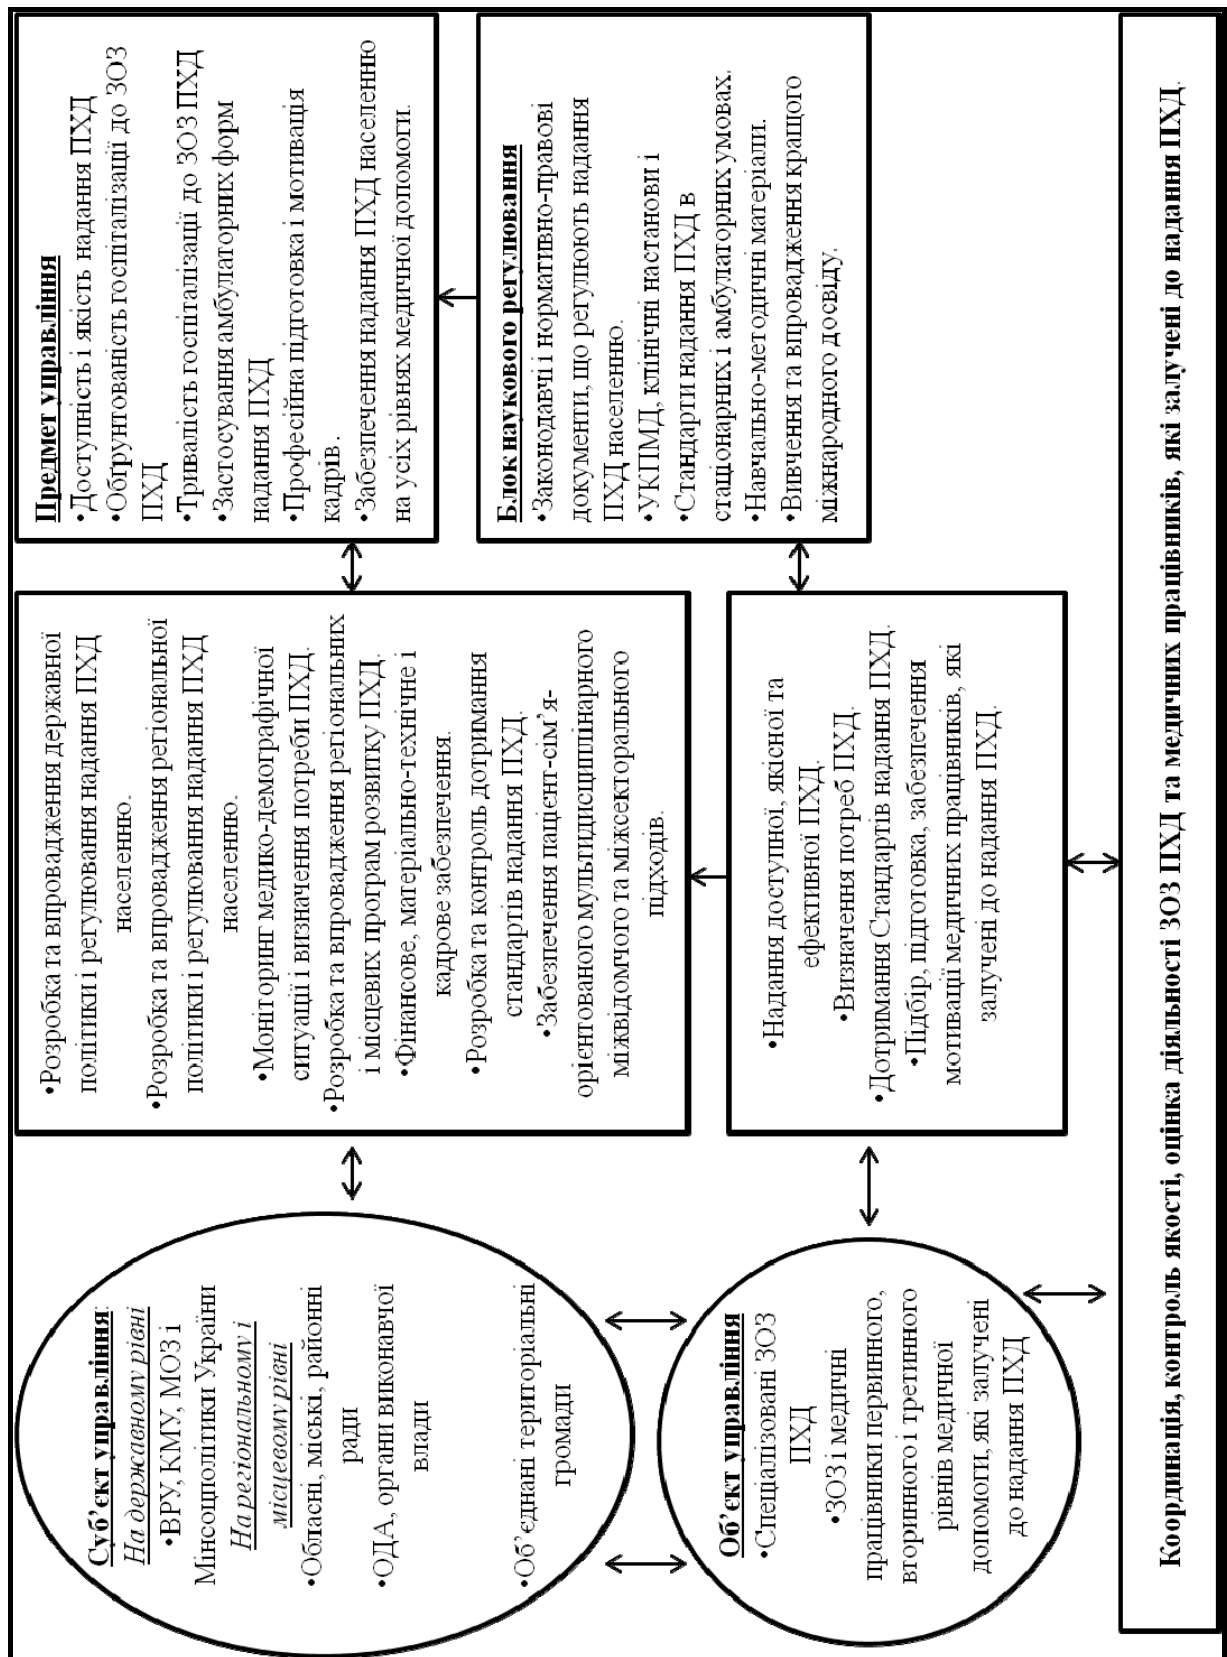 Суб’єкт управління:
На державному рівні
•ВРУ, КМУ, МОЗ і
Мінсоцполітики України
На регіональному і
місцевому рівні
•Обласні, міські, районні
ради
•ОДА, органи виконавчої
влади
•Об’єднані територіальні
громади
•Розробка та впровадження державної
політики і регулювання надання ПХД
населенню.
•Розробка та впровадження регіональної
політики і регулювання надання ПХД
населенню.
•Моніторинг медико-демографічної
ситуації і визначення потреби ПХД.
•Розробка та впровадження регіональних
і місцевих програм розвитку ПХД.
•Фінансове, матеріально-технічне і
кадрове забезпечення.
•Розробка та контроль дотримання
стандартів надання ПХД.
•Забезпечення пацієнт-сім’я-
орієнтованого мультидисциплінарного
міжвідомчого та міжсекторального
підходів.
Предмет управління
•Доступність і якість надання ПХД
•Обґрунтованість госпіталізації до ЗОЗ
ПХД
•Тривалість госпіталізації до ЗОЗ ПХД
•Застосування амбулаторних форм
надання ПХД
•Професійна підготовка і мотивація
кадрів.
•Забезпечення надання ПХД населенню
на усіх рівнях медичної допомоги.
Об’єкт управління
•Спеціалізовані ЗОЗ
ПХД
•ЗОЗ і медичні
працівники первинного,
вторинного і третинного
рівнів медичної
допомоги, які залучені
до надання ПХД
•Надання доступної, якісної та
ефективної ПХД.
•Визначення потреб ПХД.
•Дотримання Стандартів надання ПХД.
•Підбір, підготовка, забезпечення
мотивації медичних працівників, які
залучені до надання ПХД.
Блок наукового регулювання
•Законодавчі і нормативно-правові
документи, що регулюють надання
ПХД населенню.
•УКПМД, клінічні настанови і
•Стандарти надання ПХД в
стаціонарних і амбулаторних умовах.
•Навчально-методичні матеріали.
•Вивчення та впровадження кращого
міжнародного досвіду.
Координація, контроль якості, оцінка діяльності ЗОЗ ПХД та медичних працівників, які залучені до надання ПХД.